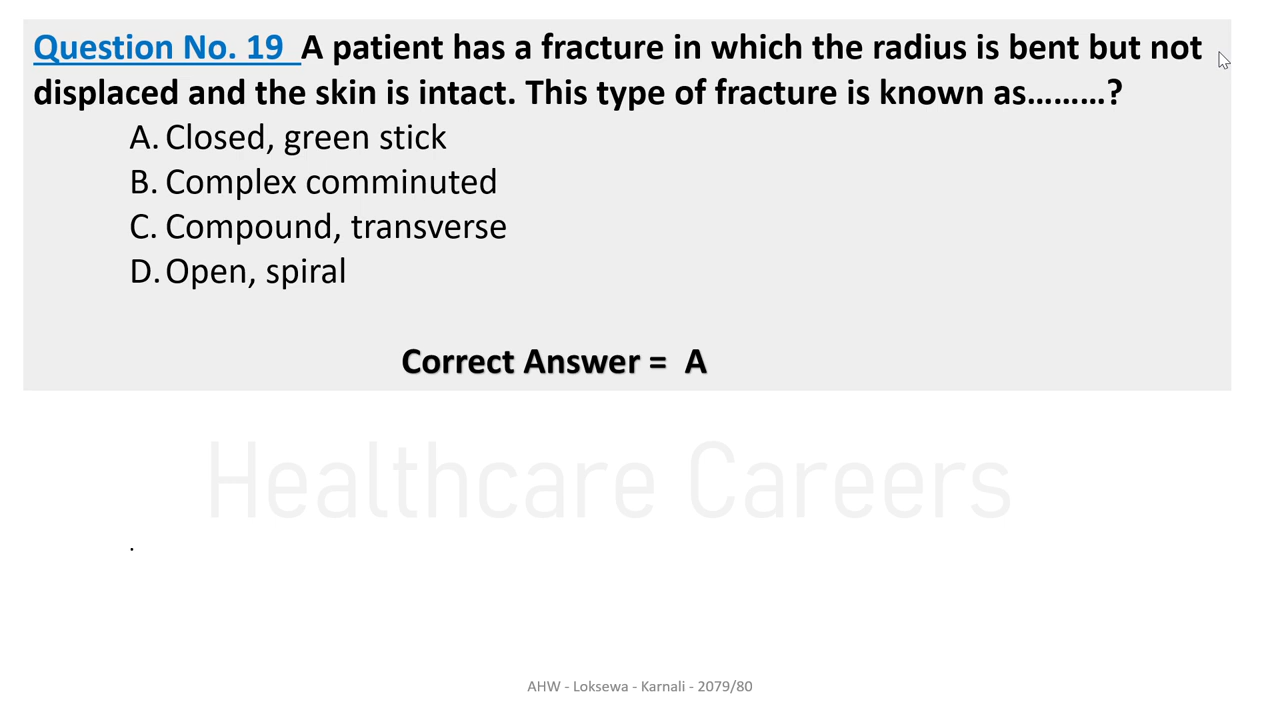 Question No. 19 A patient has a fracture in which the radius is bent but not
displaced and the skin is intact. This type of fracture is known as………?
A. Closed, green stick
B. Complex comminuted
C. Compound, transverse
D. Open, spiral
Correct Answer = A
Healthcare Careers
.
AHW - Loksewa - Karnali - 2079/80